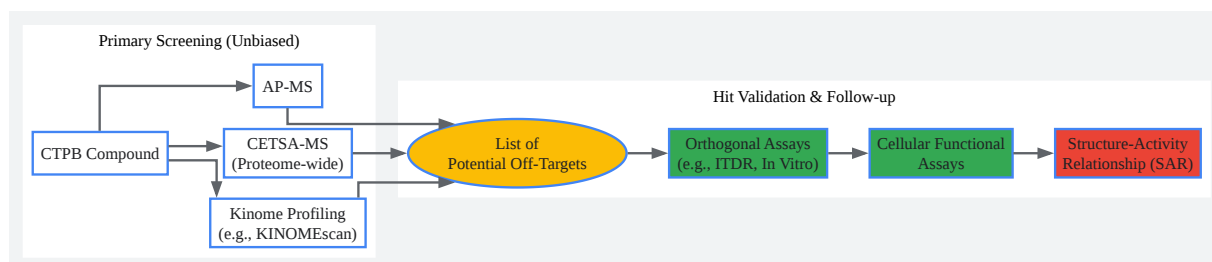 Primary Screening (Unbiased)
AP-MS
CTPB Compound
CETSA-MS
(Proteome-wide)
Kinome Profiling
(e.g., KINOMEscan)
Hit Validation & Follow-up
List of
Potential Off-Targets
Orthogonal Assays
(e.g., ITDR, In Vitro)
Cellular Functional
Assays
Structure-Activity
Relationship (SAR)